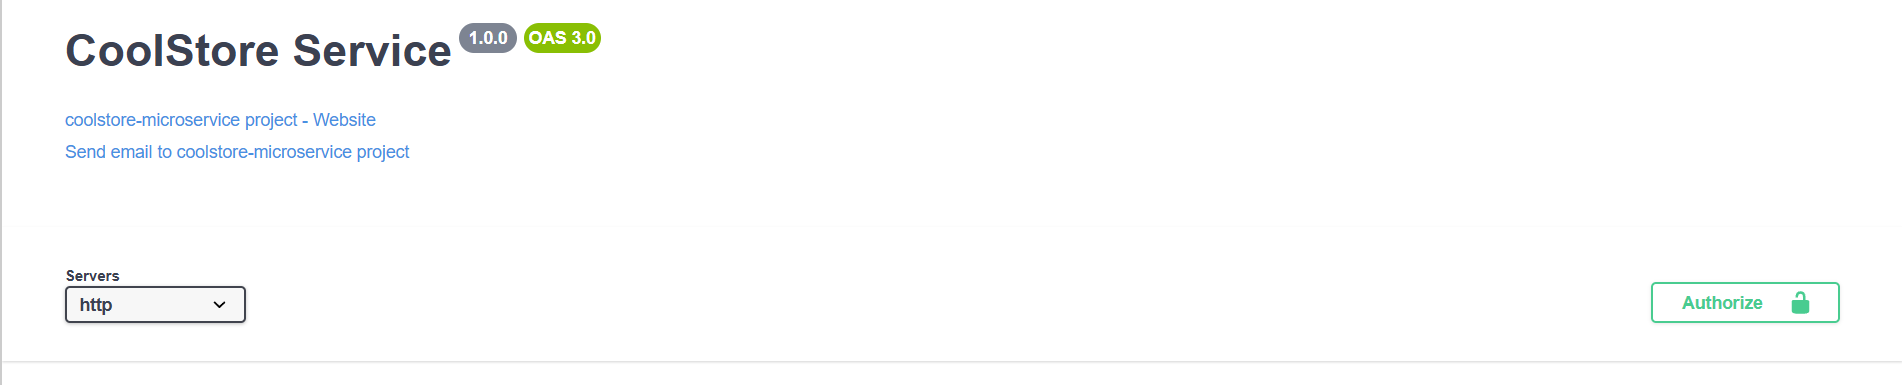 CoolStore Service 1.0.0 OAS 3.0
coolstore-microservice project - Website
Send email to coolstore-microservice project
Servers
http
Authorize